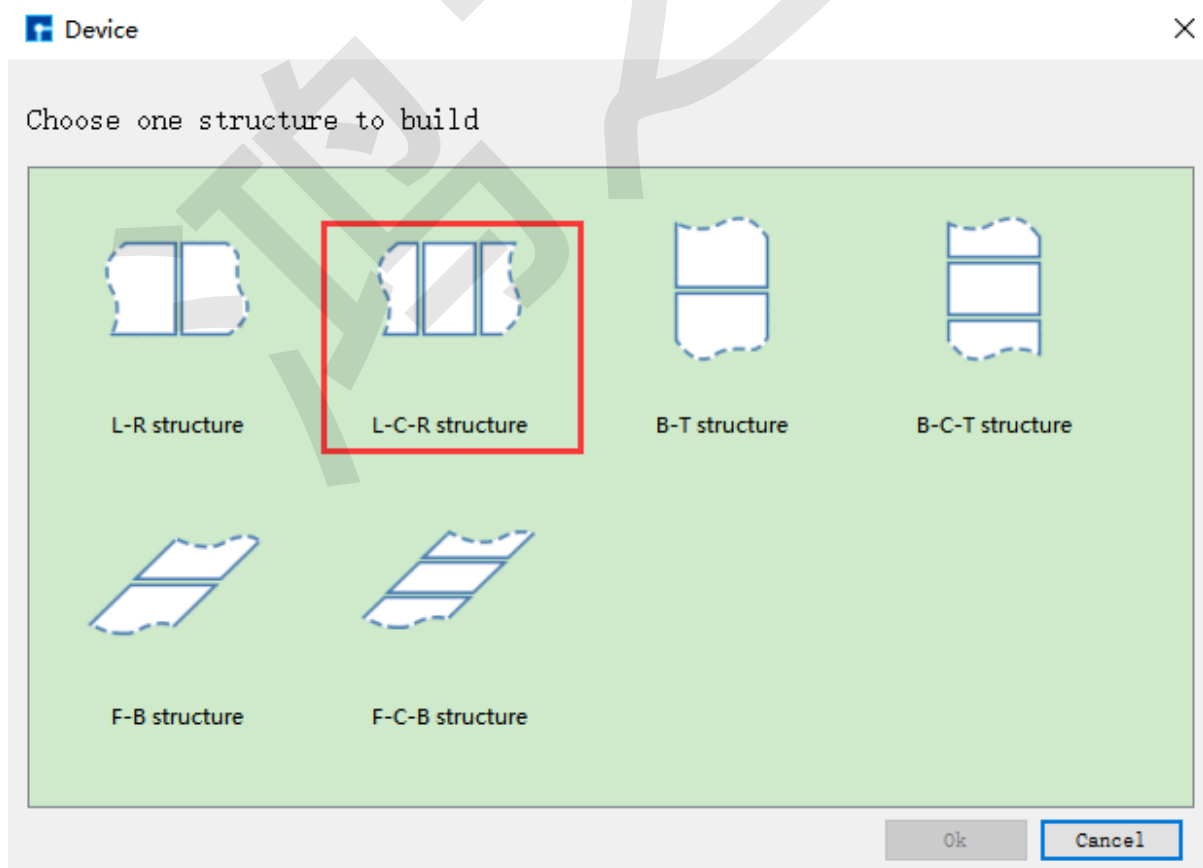 Device
Choose one structure to build
L-R structure
L-C-R structure
B-T structure
B-C-T structure
F-B structure
F-C-B structure
Ok
Cancel